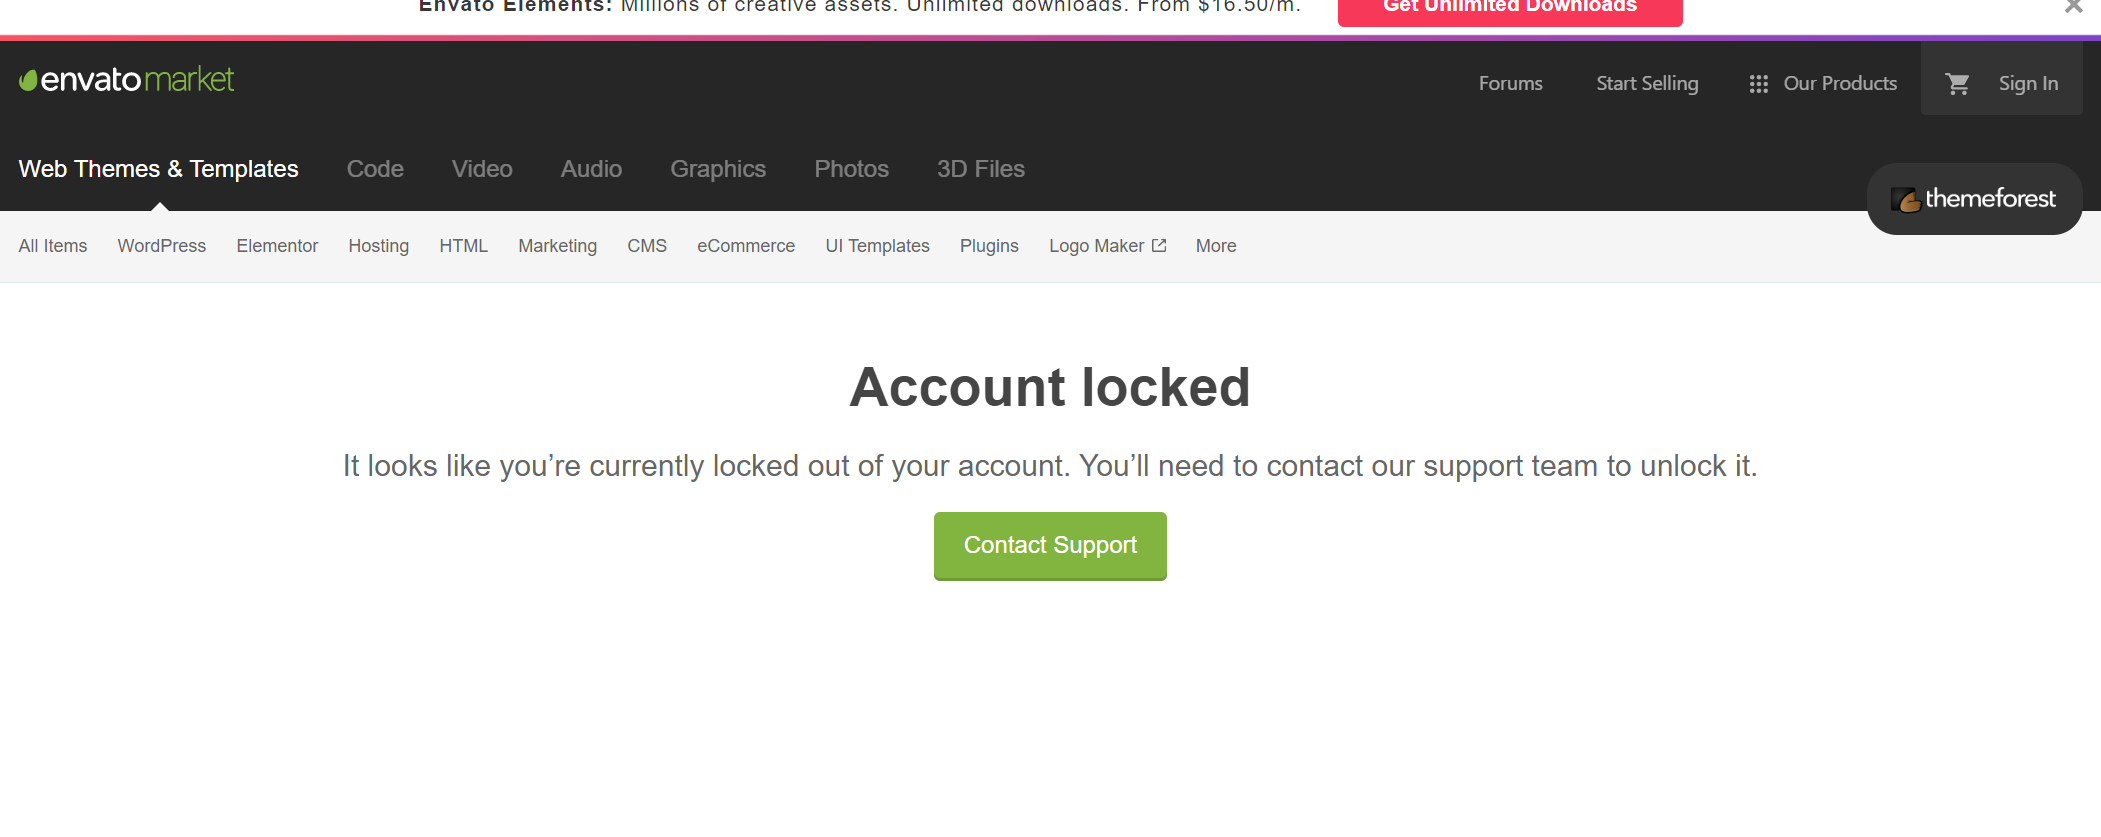 Envato Elements: Millions of creative assets. Unlimited downloads. From $16.50/m. Get Unlimited Downloads
envato market
Forums Start Selling Our Products Sign In
Web Themes & Templates Code Video Audio Graphics Photos 3D Files
themeforest
All Items WordPress Elementor Hosting HTML Marketing CMS eCommerce UI Templates Plugins Logo Maker More
Account locked
It looks like you’re currently locked out of your account. You’ll need to contact our support team to unlock it.
Contact Support